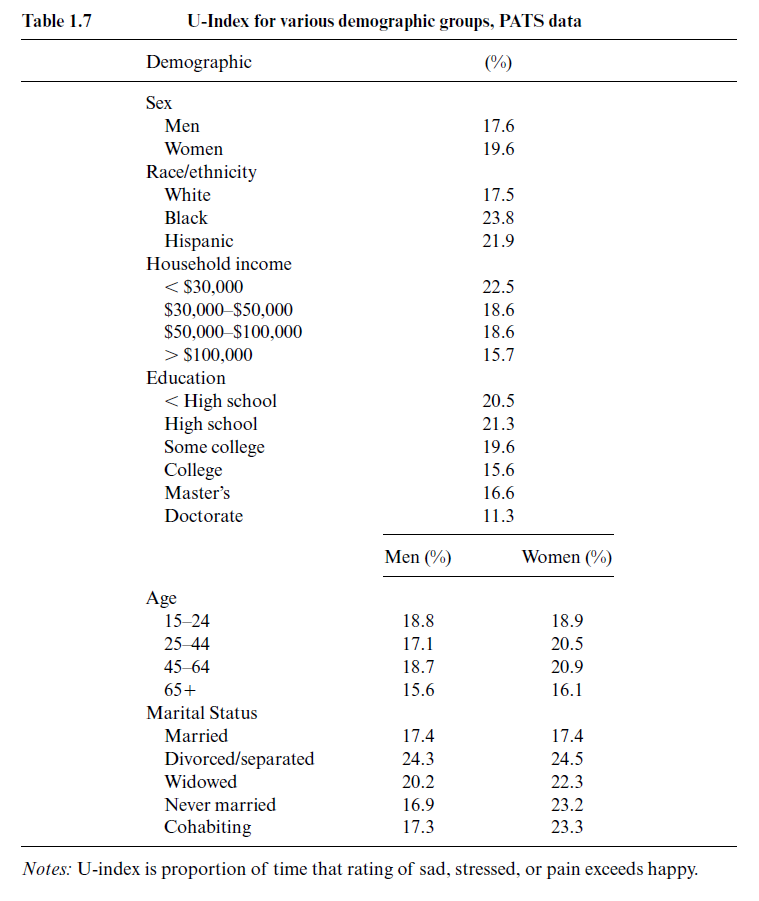 Table 1.7 U-Index for various demographic groups, PATS data
Demographic (%)
Sex
Men 17.6
Women 19.6
Race/ethnicity
White 17.5
Black 23.8
Hispanic 21.9
Household income
< $30,000 22.5
$30,000–$50,000 18.6
$50,000–$100,000 18.6
> $100,000 15.7
Education
< High school 20.5
High school 21.3
Some college 19.6
College 15.6
Master’s 16.6
Doctorate 11.3
Men (%) Women (%)
Age
15–24 18.8 18.9
25–44 17.1 20.5
45–64 18.7 20.9
65+ 15.6 16.1
Marital Status
Married 17.4 17.4
Divorced/separated 24.3 24.5
Widowed 20.2 22.3
Never married 16.9 23.2
Cohabiting 17.3 23.3
Notes: U-index is proportion of time that rating of sad, stressed, or pain exceeds happy.